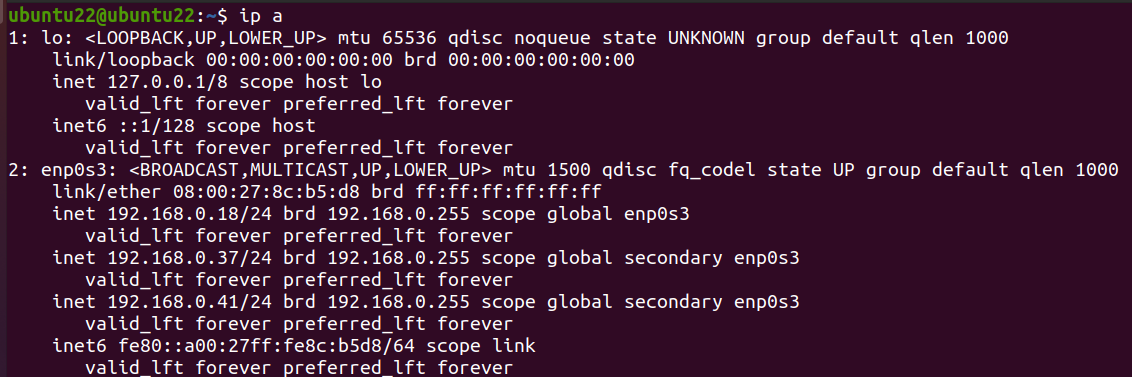 ubuntu22@ubuntu22:~$ ip a
1: lo: <LOOPBACK,UP,LOWER_UP> mtu 65536 qdisc noqueue state UNKNOWN group default qlen 1000
    link/loopback 00:00:00:00:00:00 brd 00:00:00:00:00:00
    inet 127.0.0.1/8 scope host lo
       valid_lft forever preferred_lft forever
    inet6 ::1/128 scope host
       valid_lft forever preferred_lft forever
2: enp0s3: <BROADCAST,MULTICAST,UP,LOWER_UP> mtu 1500 qdisc fq_codel state UP group default qlen 1000
    link/ether 08:00:27:8c:b5:d8 brd ff:ff:ff:ff:ff:ff
    inet 192.168.0.18/24 brd 192.168.0.255 scope global enp0s3
       valid_lft forever preferred_lft forever
    inet 192.168.0.37/24 brd 192.168.0.255 scope global secondary enp0s3
       valid_lft forever preferred_lft forever
    inet 192.168.0.41/24 brd 192.168.0.255 scope global secondary enp0s3
       valid_lft forever preferred_lft forever
    inet6 fe80::a00:27ff:fe8c:b5d8/64 scope link
       valid_lft forever preferred_lft forever